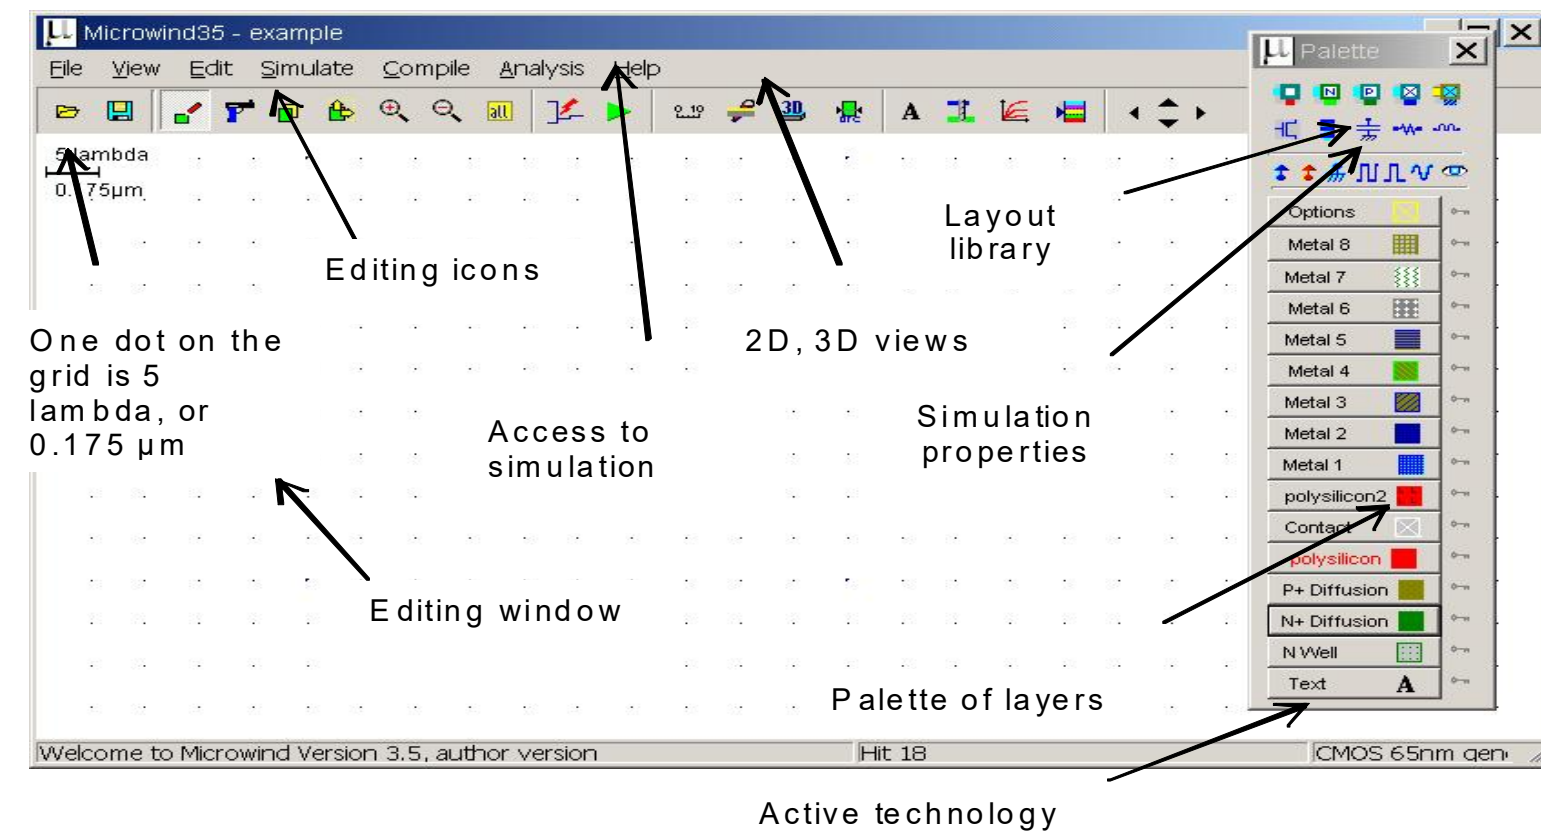 Microwind35 - example
File View Edit Simulate Compile Analysis Help
Palette
all
2D
3D
DRC
A
5 lambda
0.175µm
Layout
library
Editing icons
One dot on the
grid is 5
lambda, or
0.175 µm
2D, 3D views
Access to
simulation
Simulation
properties
Editing window
Palette of layers
N
P
Options
Metal 8
Metal 7
Metal 6
Metal 5
Metal 4
Metal 3
Metal 2
Metal 1
polysilicon2
Contact
polysilicon
P+ Diffusion
N+ Diffusion
N Well
Text A
Welcome to Microwind Version 3.5, author version
Hit 18
CMOS 65nm gen
Active technology